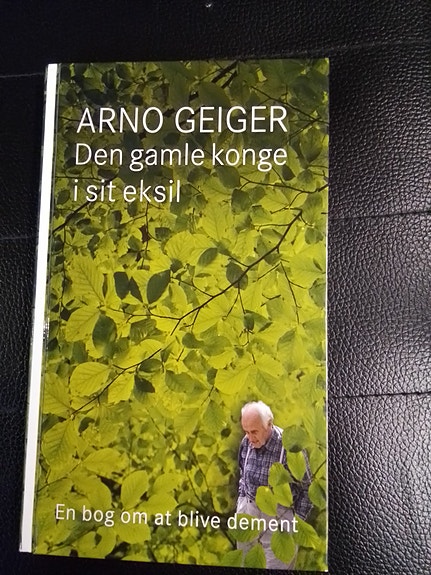 ARNO GEIGER
Den gamle konge
i sit eksil
En bog om at blive dement